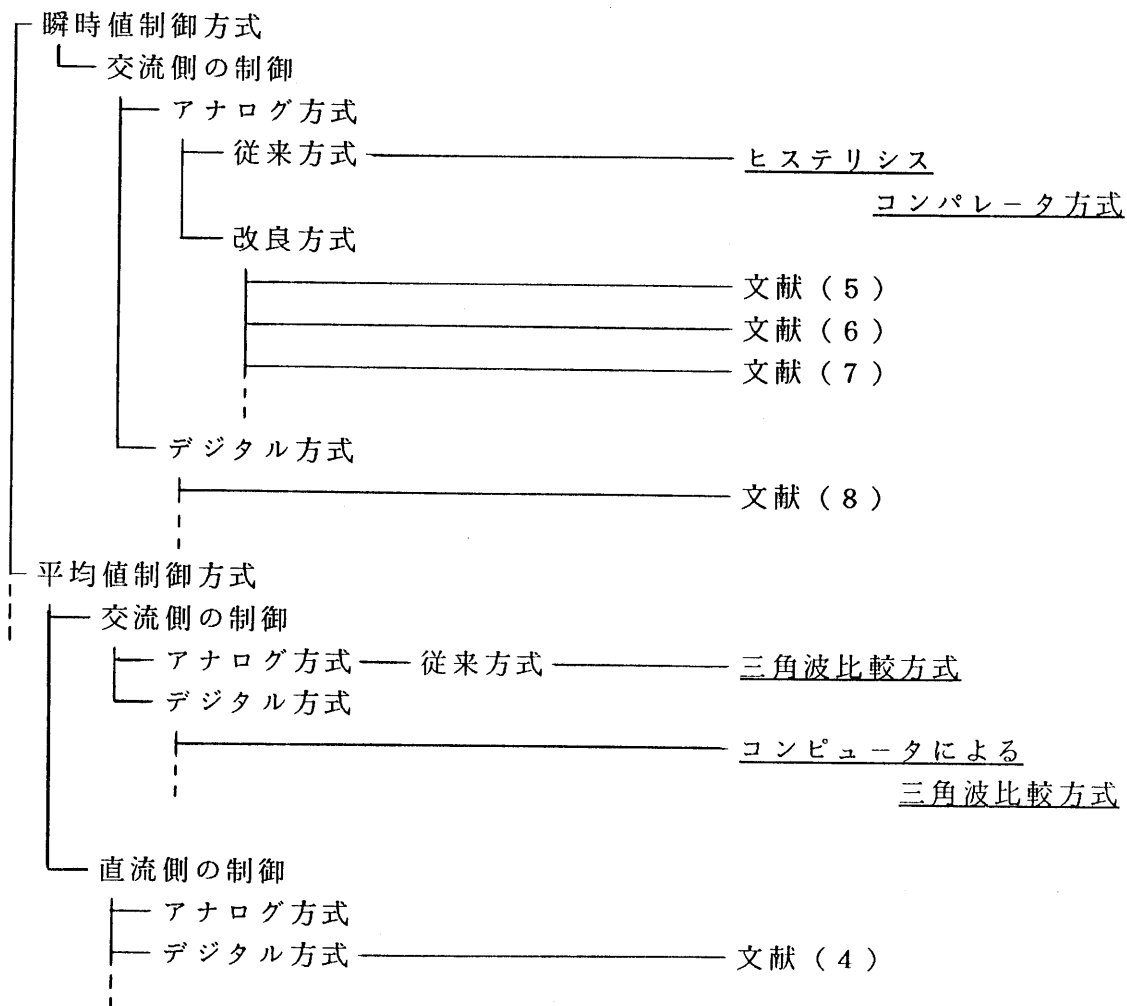 瞬時値制御方式
交流側の制御
アナログ方式
従来方式 ヒステリシス
コンパレータ方式
改良方式
文献(5)
文献(6)
文献(7)
デジタル方式
文献(8)
平均値制御方式
交流側の制御
アナログ方式 従来方式 三角波比較方式
デジタル方式
コンピュータによる
三角波比較方式
直流側の制御
アナログ方式
デジタル方式 文献(4)